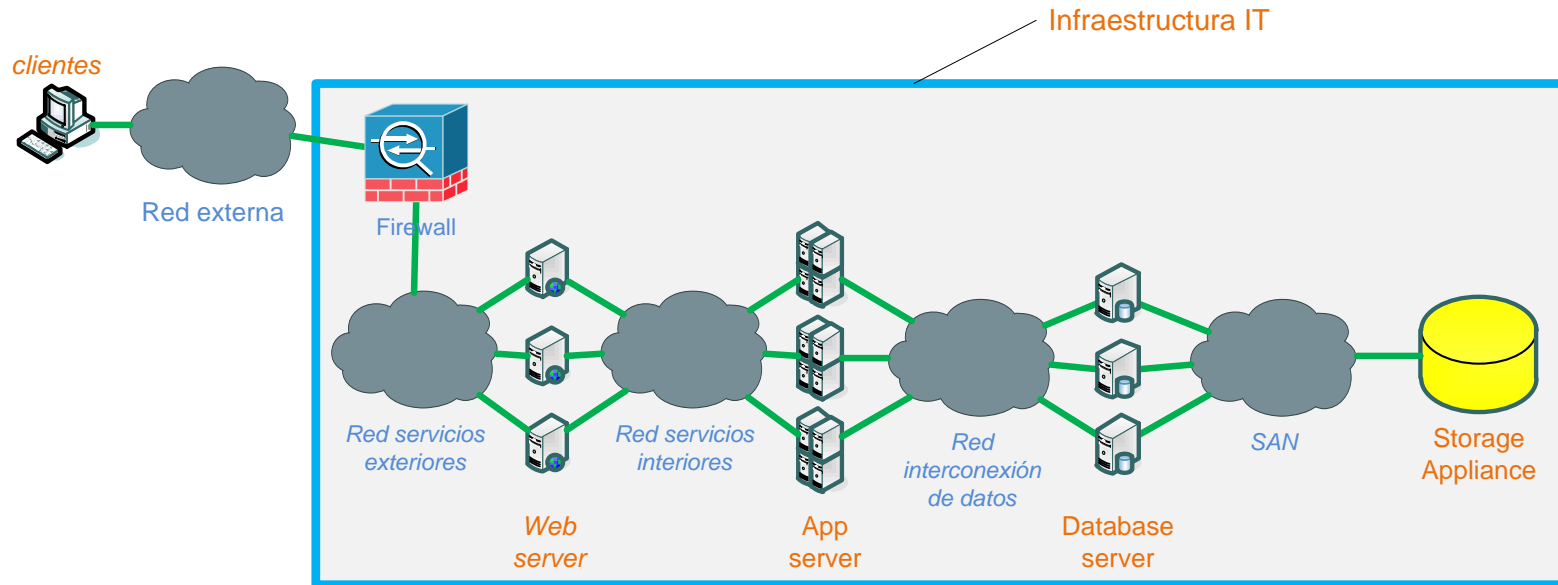 Infraestructura IT
clientes
Red externa
Firewall
Red servicios
exteriores
Red servicios
interiores
Red
interconexión
de datos
SAN
Storage
Appliance
Web
server
App
server
Database
server